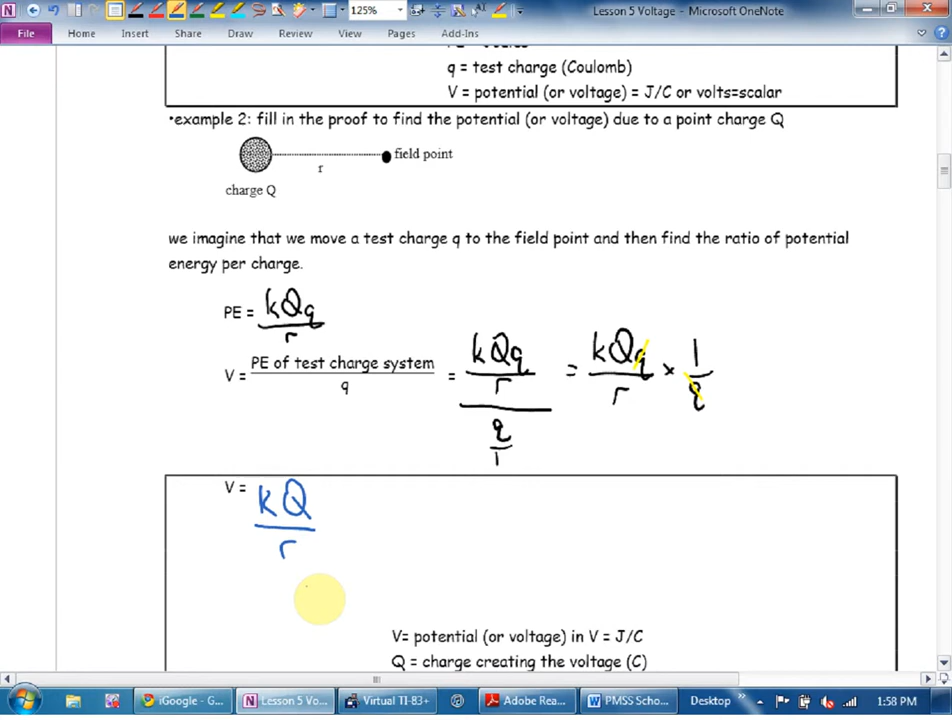 Lesson 5 Voltage - Microsoft OneNote
125%
File Home Insert Share Draw Review View Pages Add-Ins
q = test charge (Coulomb)
V = potential (or voltage) = J/C or volts=scalar
•example 2: fill in the proof to find the potential (or voltage) due to a point charge Q
field point
r
charge Q
we imagine that we move a test charge q to the field point and then find the ratio of potential
energy per charge.
PE = kQq
r
V = PE of test charge system = kQq = kQq × 1
q r r q
q
1
V = kQ
r
V= potential (or voltage) in V = J/C
Q = charge creating the voltage (C)
iGoogle - G... Lesson 5 Vo... Virtual TI-83+ Adobe Rea... PMSS Scho... Desktop 1:58 PM